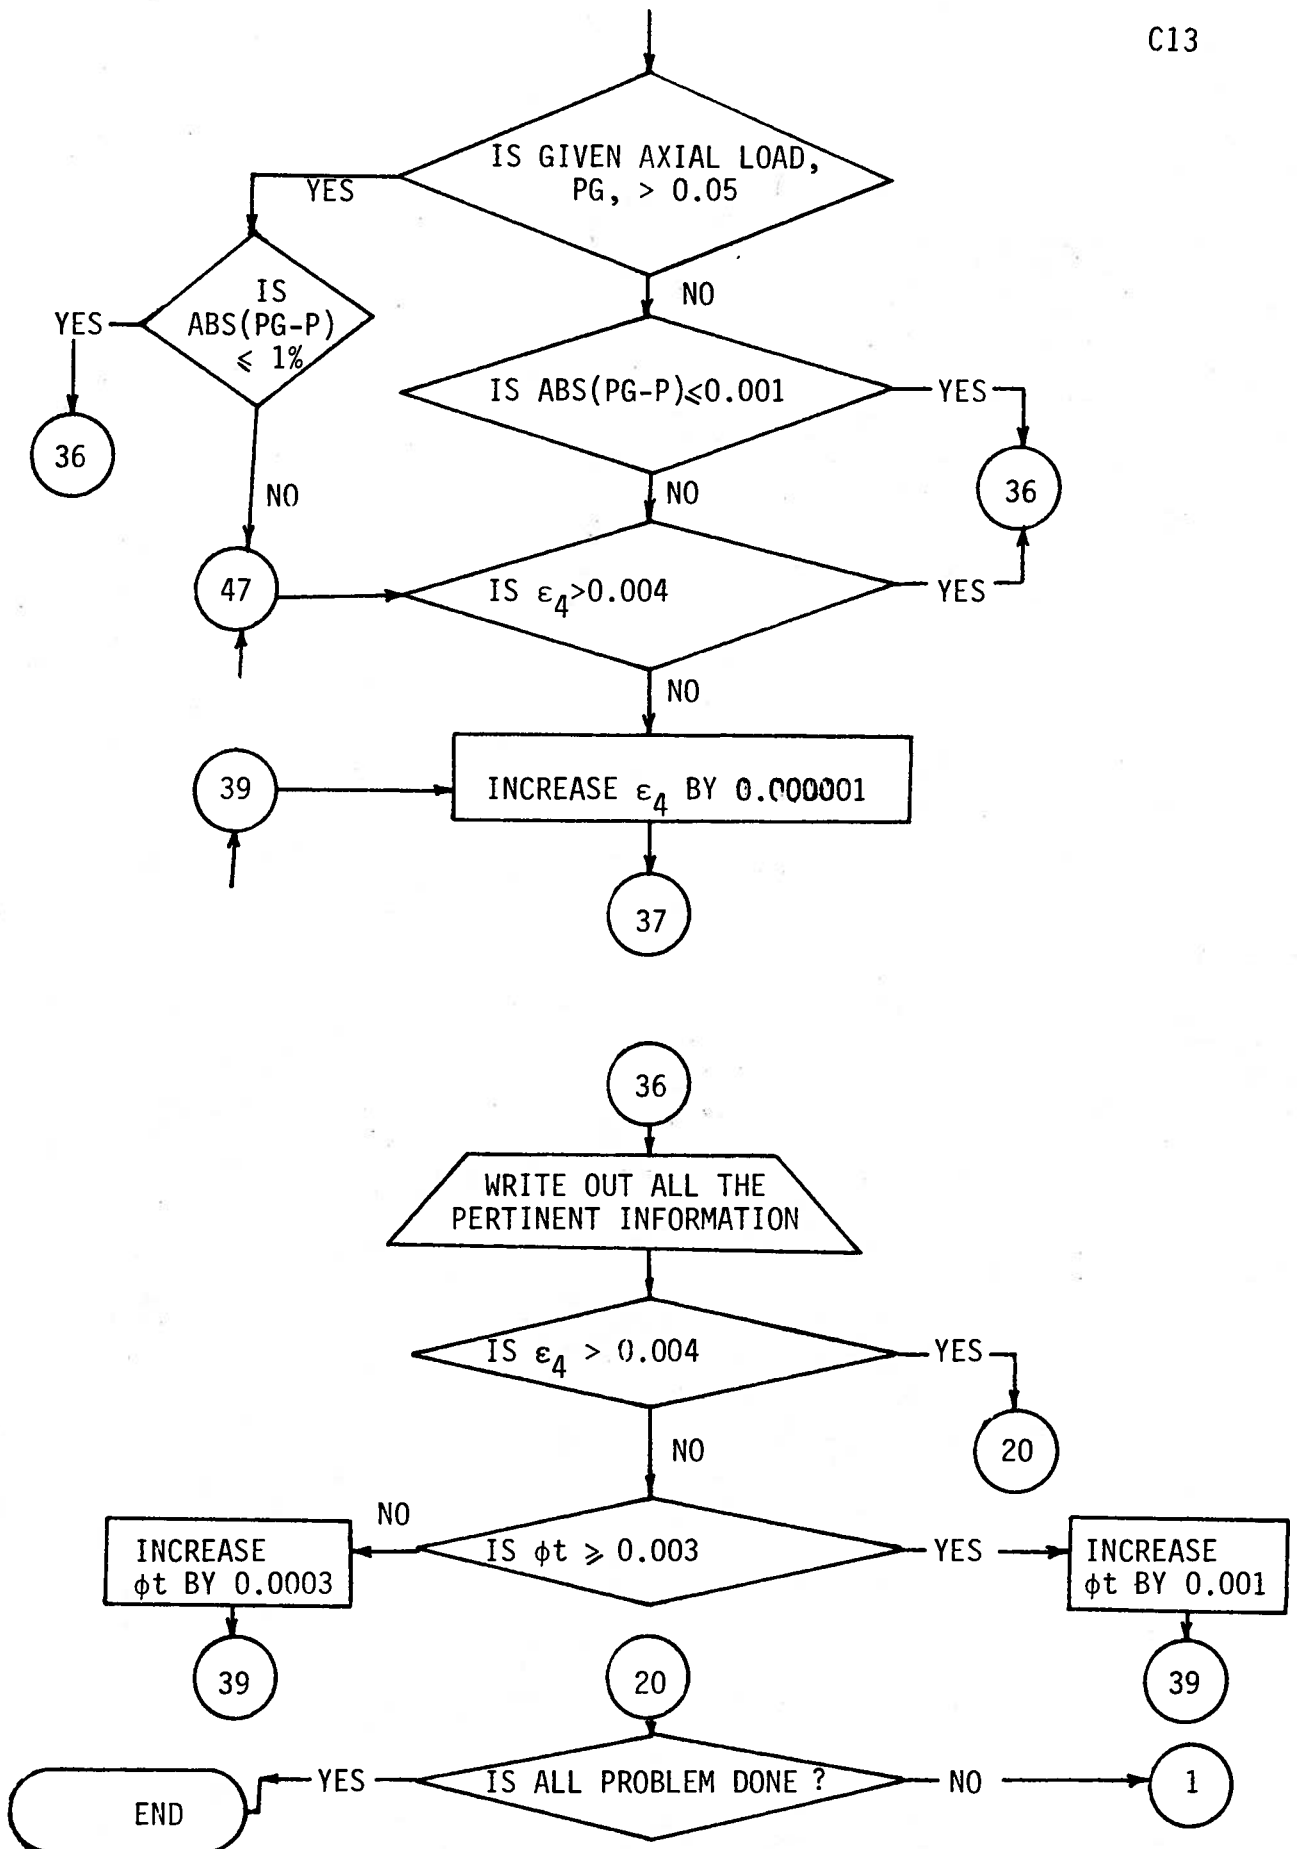 C13
IS GIVEN AXIAL LOAD,
PG, > 0.05
YES
NO
IS
ABS(PG-P)
⩽ 1%
YES
36
NO
IS ABS(PG-P)⩽0.001
YES
36
NO
47
IS ε₄>0.004
YES
NO
39
INCREASE ε₄ BY 0.000001
37
36
WRITE OUT ALL THE
PERTINENT INFORMATION
IS ε₄ > 0.004
YES
20
NO
IS ϕt ⩾ 0.003
NO
INCREASE
ϕt BY 0.0003
39
YES
INCREASE
ϕt BY 0.001
39
20
IS ALL PROBLEM DONE ?
YES
END
NO
1